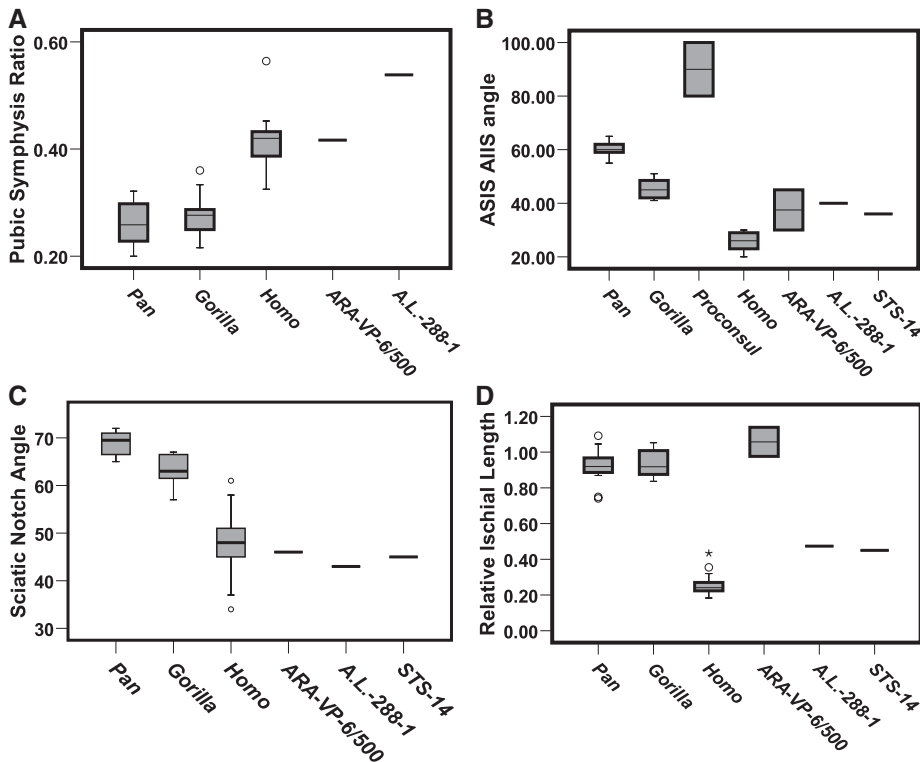 A
Pubic Symphysis Ratio
0.60
0.40
0.20
Pan
Gorilla
Homo
ARA-VP-6/500
A.L.-288-1
B
ASIS AIIS angle
100.00
80.00
60.00
40.00
20.00
Pan
Gorilla
Proconsul
Homo
ARA-VP-6/500
A.L.-288-1
STS-14
C
Sciatic Notch Angle
70
60
50
40
30
Pan
Gorilla
Homo
ARA-VP-6/500
A.L.-288-1
STS-14
D
Relative Ischial Length
1.20
1.00
0.80
0.60
0.40
0.20
0.00
Pan
Gorilla
Homo
ARA-VP-6/500
A.L.-288-1
STS-14